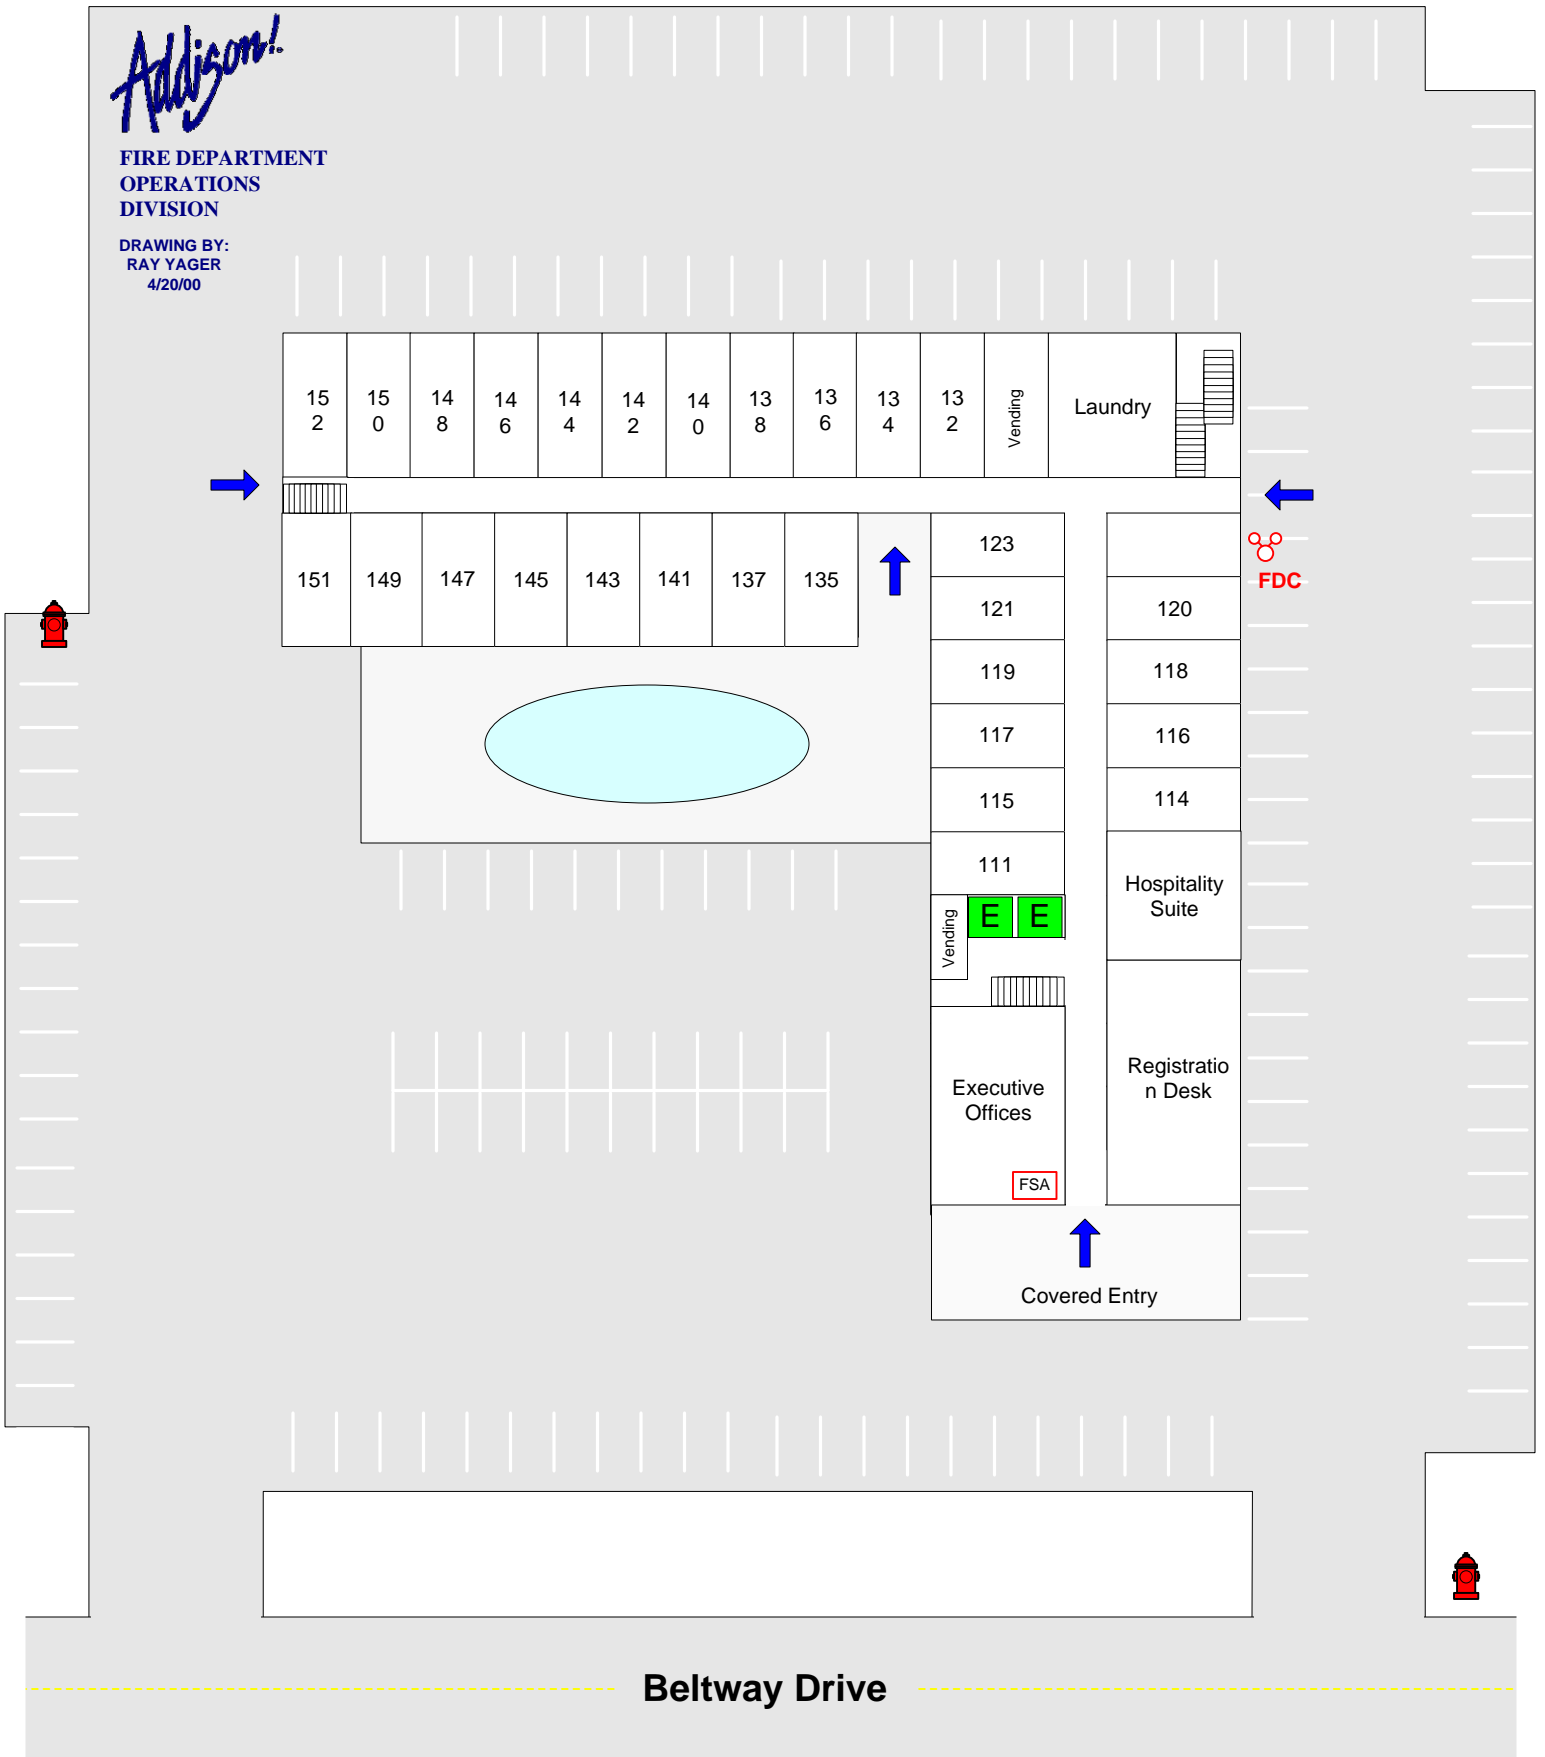 Addison!
FIRE DEPARTMENT
OPERATIONS
DIVISION
DRAWING BY:
RAY YAGER
4/20/00
15
2
15
0
14
8
14
6
14
4
14
2
14
0
13
8
13
6
13
4
13
2
Vending
Laundry
151
149
147
145
143
141
137
135
123
FDC
121
120
119
118
117
116
115
114
111
Hospitality
Suite
E E
Vending
Registratio
n Desk
Executive
Offices
FSA
Covered Entry
Beltway Drive